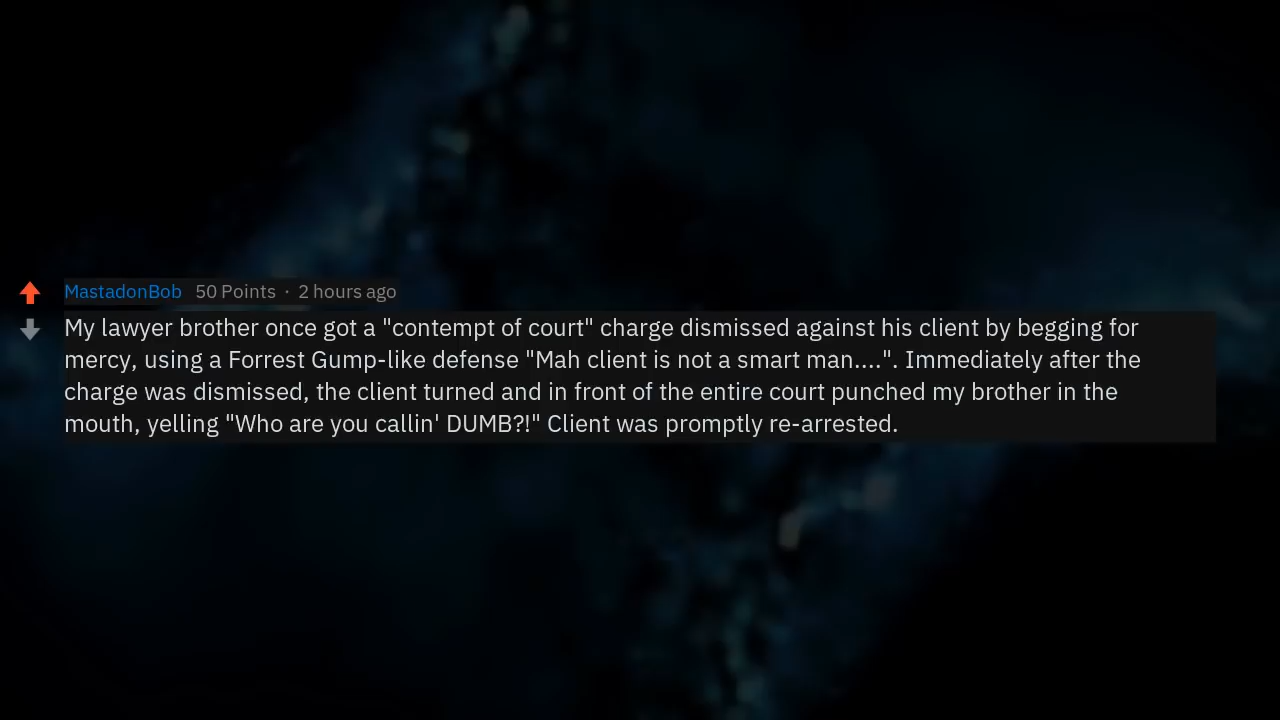 MastadonBob 50 Points · 2 hours ago
My lawyer brother once got a "contempt of court" charge dismissed against his client by begging for
mercy, using a Forrest Gump-like defense "Mah client is not a smart man....". Immediately after the
charge was dismissed, the client turned and in front of the entire court punched my brother in the
mouth, yelling "Who are you callin' DUMB?!" Client was promptly re-arrested.